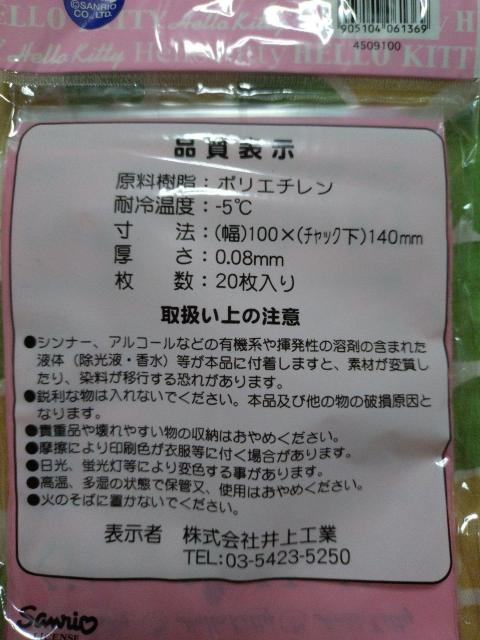 ©SANRIO
CO.,LTD.
HELLO KITTY Hello Kitty
905104 061369
4509100
Hello Kitty Hello Kitty HELLO KITTY
品質表示
原料樹脂：ポリエチレン
耐冷温度：-5℃
寸　法：(幅)100×(チャック下)140mm
厚　さ：0.08mm
枚　数：20枚入り
取扱い上の注意
●シンナー、アルコールなどの有機系や揮発性の溶剤の含まれた
液体（除光液・香水）等が本品に付着しますと、素材が変質し
たり、染料が移行する恐れがあります。
●鋭利な物は入れないでください。本品及び他の物の破損原因と
なります。
●貴重品や壊れやすい物の収納はおやめください。
●摩擦により印刷色が衣服等に付く場合があります。
●日光、蛍光灯等により変色する事があります。
●高温、多湿の状態で保管又、使用はおやめください。
●火のそばに置かないでください。
表示者　株式会社井上工業
TEL:03-5423-5250
Sanrio
LICENSE